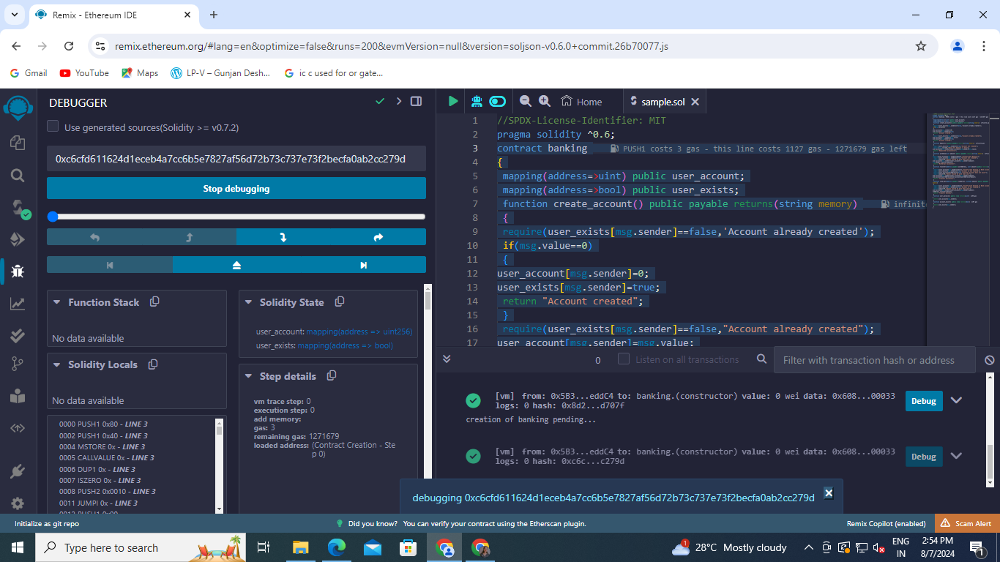 Remix - Ethereum IDE
remix.ethereum.org/#lang=en&optimize=false&runs=200&evmVersion=null&version=soljson-v0.6.0+commit.26b70077.js
Gmail
YouTube
Maps
LP-V – Gunjan Desh...
ic c used for or gate...
DEBUGGER
Use generated sources(Solidity >= v0.7.2)
0xc6cfd611624d1eceb4a7cc6b5e7827af56d72b73c737e73f2becfa0ab2cc279d
Stop debugging
Function Stack
No data available
Solidity Locals
No data available
0000 PUSH1 0x80 - LINE 3
0002 PUSH1 0x40 - LINE 3
0004 MSTORE 0x - LINE 3
0005 CALLVALUE 0x - LINE 3
0006 DUP1 0x - LINE 3
0007 ISZERO 0x - LINE 3
0008 PUSH2 0x0010 - LINE 3
0011 JUMPI 0x - LINE 3
Solidity State
user_account: mapping(address => uint256)
user_exists: mapping(address => bool)
Step details
vm trace step: 0
execution step: 0
add memory:
gas: 3
remaining gas: 1271679
loaded address: (Contract Creation - Ste
p 0)
Home
sample.sol
1 //SPDX-License-Identifier: MIT
2 pragma solidity ^0.6;
3 contract banking PUSH1 costs 3 gas - this line costs 1127 gas - 1271679 gas left
4 {
5 mapping(address=>uint) public user_account;
6 mapping(address=>bool) public user_exists;
7 function create_account() public payable returns(string memory) infinit
8 {
9 require(user_exists[msg.sender]==false,'Account already created');
10 if(msg.value==0)
11 {
12 user_account[msg.sender]=0;
13 user_exists[msg.sender]=true;
14 return "Account created";
15 }
16 require(user_exists[msg.sender]==false,"Account already created");
17 user_account[msg.sender]=msg.value;
0
Listen on all transactions
Filter with transaction hash or address
[vm] from: 0x5B3...eddC4 to: banking.(constructor) value: 0 wei data: 0x608...00033
logs: 0 hash: 0x8d2...d707f
Debug
creation of banking pending...
[vm] from: 0x5B3...eddC4 to: banking.(constructor) value: 0 wei data: 0x608...00033
logs: 0 hash: 0xc6c...c279d
Debug
debugging 0xc6cfd611624d1eceb4a7cc6b5e7827af56d72b73c737e73f2becfa0ab2cc279d
Initialize as git repo
Did you know? You can verify your contract using the Etherscan plugin.
Remix Copilot (enabled)
Scam Alert
Type here to search
1
28°C Mostly cloudy
ENG
IN
2:54 PM
8/7/2024
1